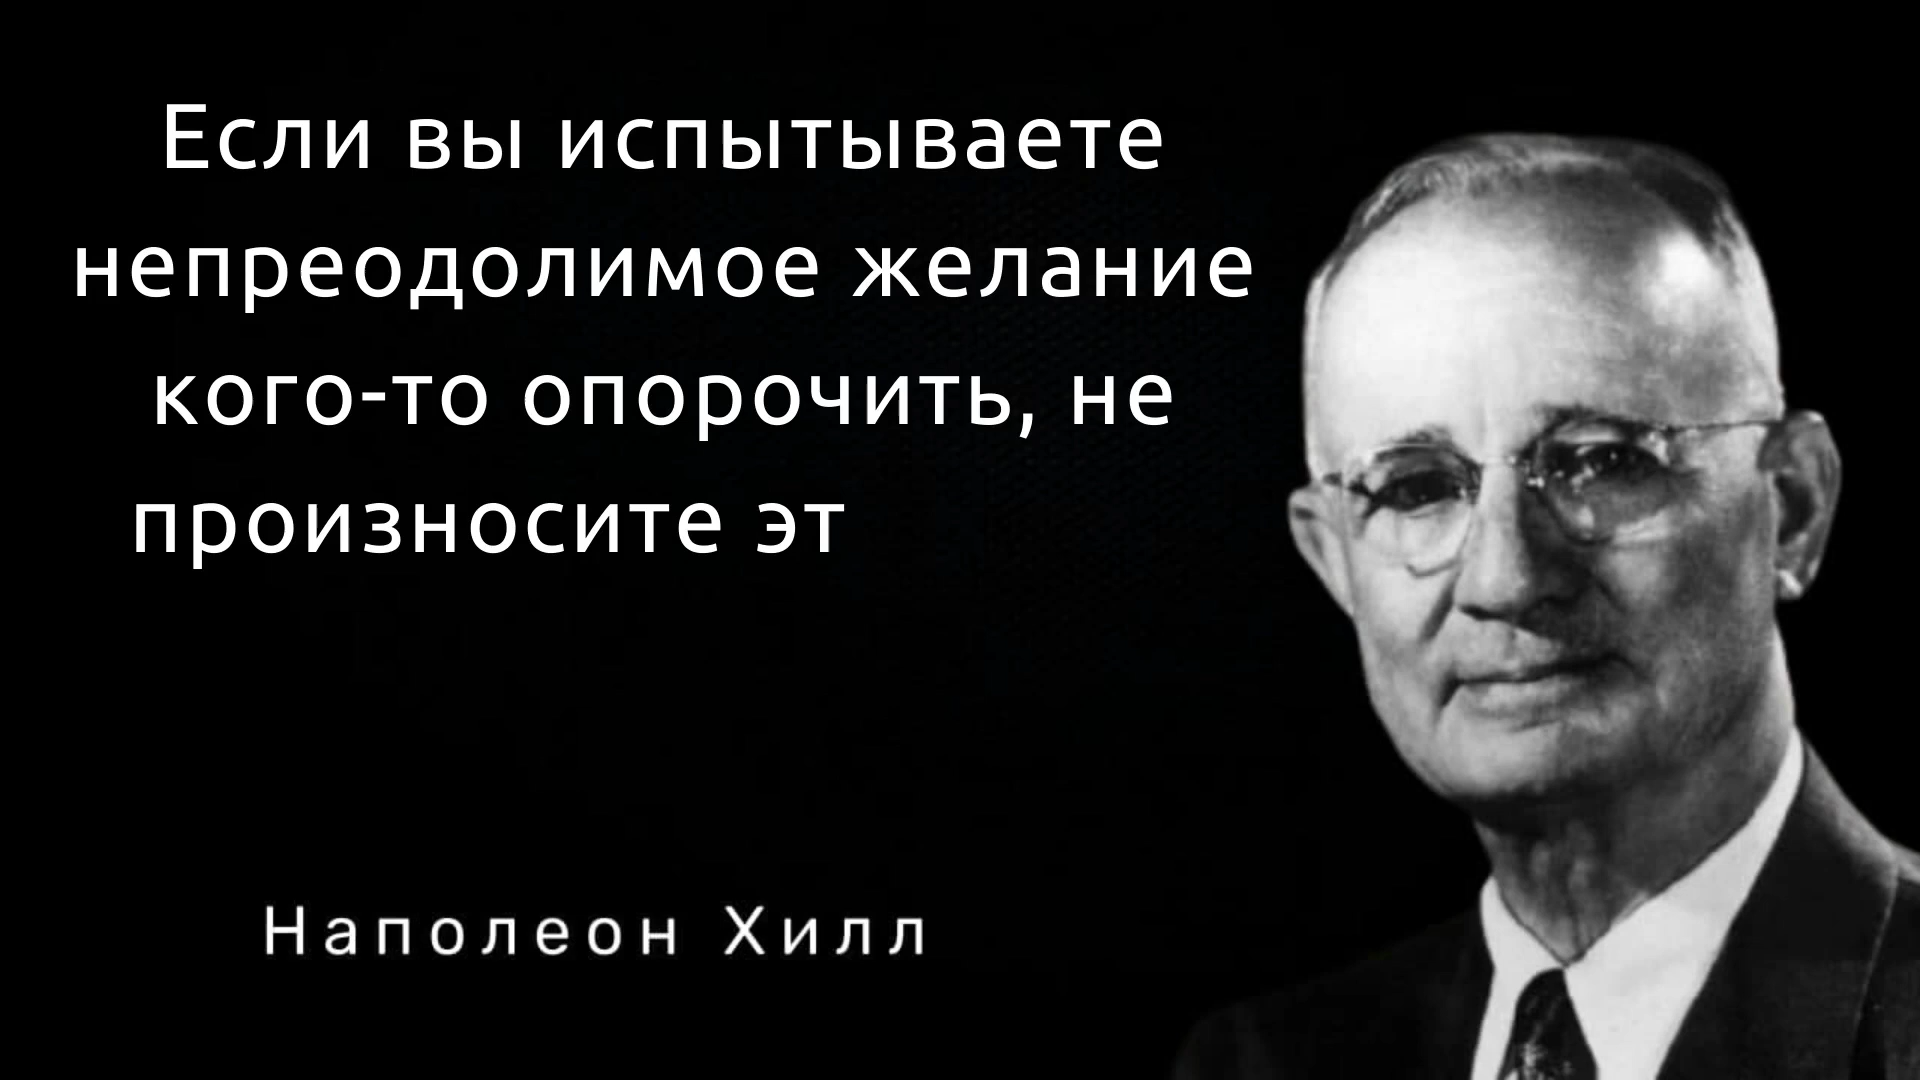 Если вы испытываете
непреодолимое желание
кого-то опорочить, не
произносите эт
Наполеон Хилл